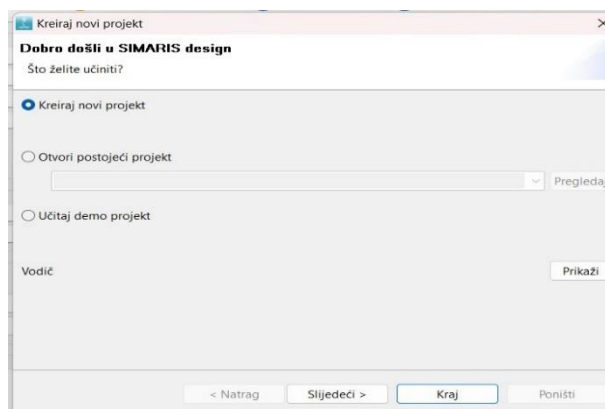 Kreiraj novi projekt
Dobro došli u SIMARIS design
Što želite učiniti?
Kreiraj novi projekt
Otvori postojeći projekt
Pregledaj
Učitaj demo projekt
Vodič
Prikaži
< Natrag Slijedeći > Kraj Poništi